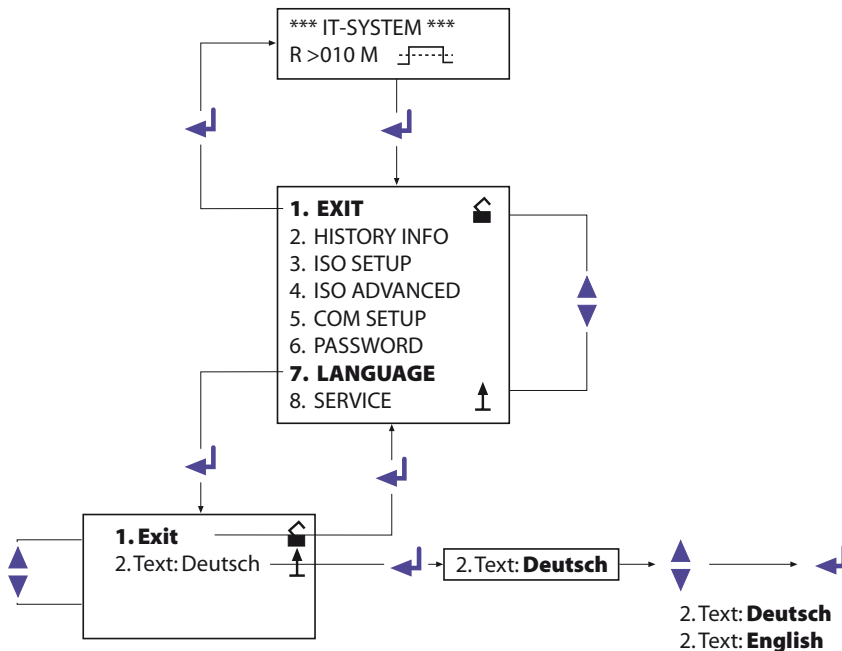 *** IT-SYSTEM ***
R >010 M
1. EXIT
2. HISTORY INFO
3. ISO SETUP
4. ISO ADVANCED
5. COM SETUP
6. PASSWORD
7. LANGUAGE
8. SERVICE
1. Exit
2. Text: Deutsch
2. Text: Deutsch
2. Text: Deutsch
2. Text: English